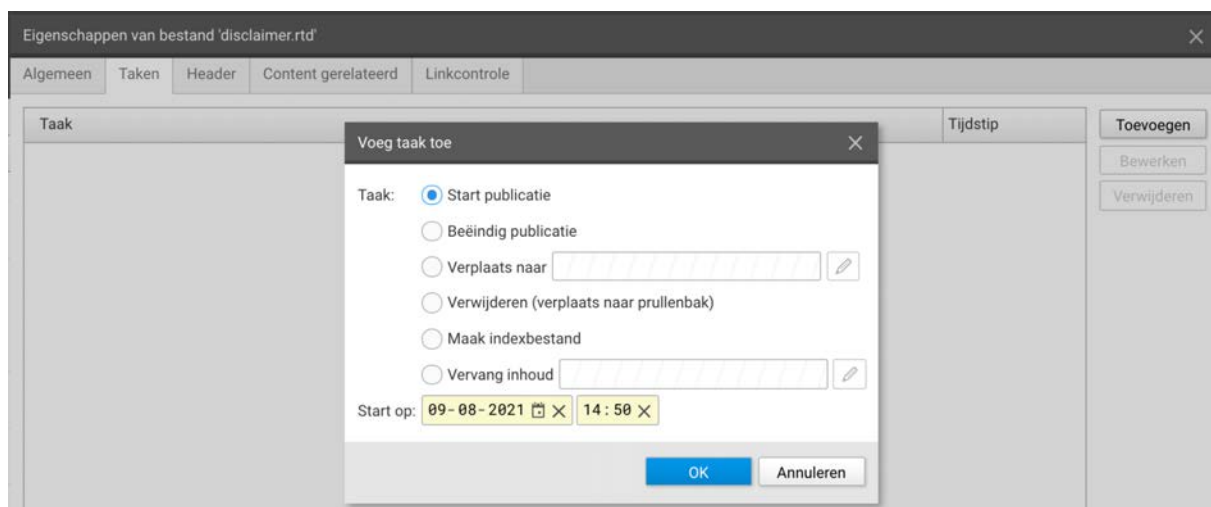 Eigenschappen van bestand 'disclaimer.rtd'
Algemeen Taken Header Content gerelateerd Linkcontrole
Taak Tijdstip Toevoegen
Voeg taak toe
Bewerken
Taak: Start publicatie
Verwijderen
Beëindig publicatie
Verplaats naar
Verwijderen (verplaats naar prullenbak)
Maak indexbestand
Vervang inhoud
Start op: 09-08-2021 14:50
OK Annuleren